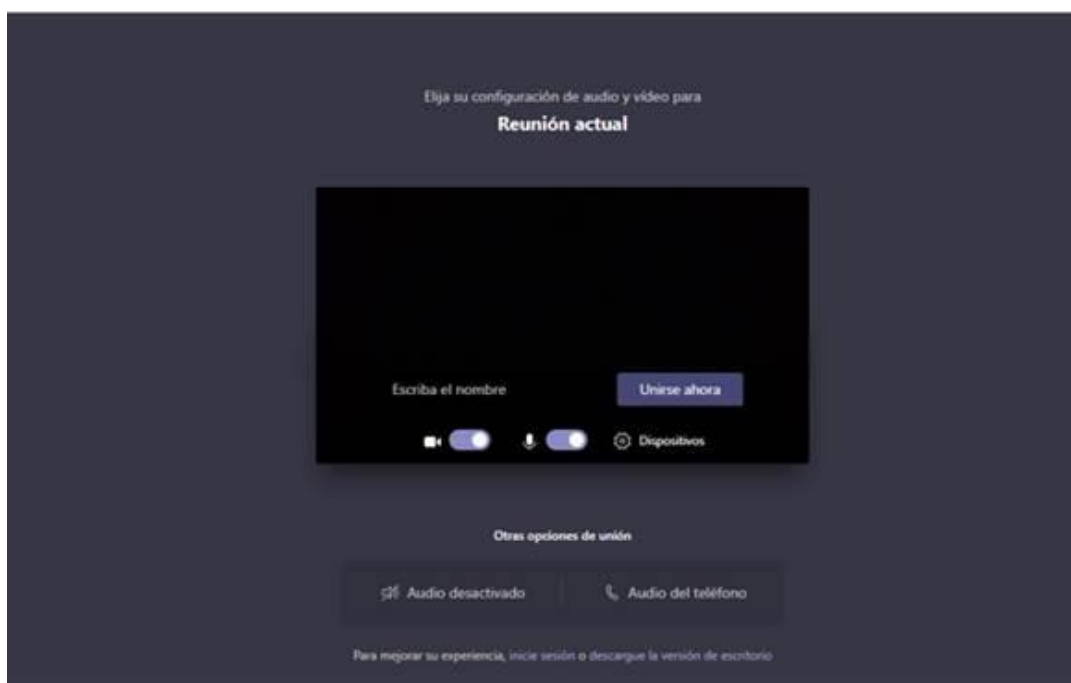 Elija su configuración de audio y vídeo para
Reunión actual
Escriba el nombre
Unirse ahora
Dispositivos
Otras opciones de unión
Audio desactivado
Audio del teléfono
Para mejorar su experiencia, inicie sesión o descargue la versión de escritorio